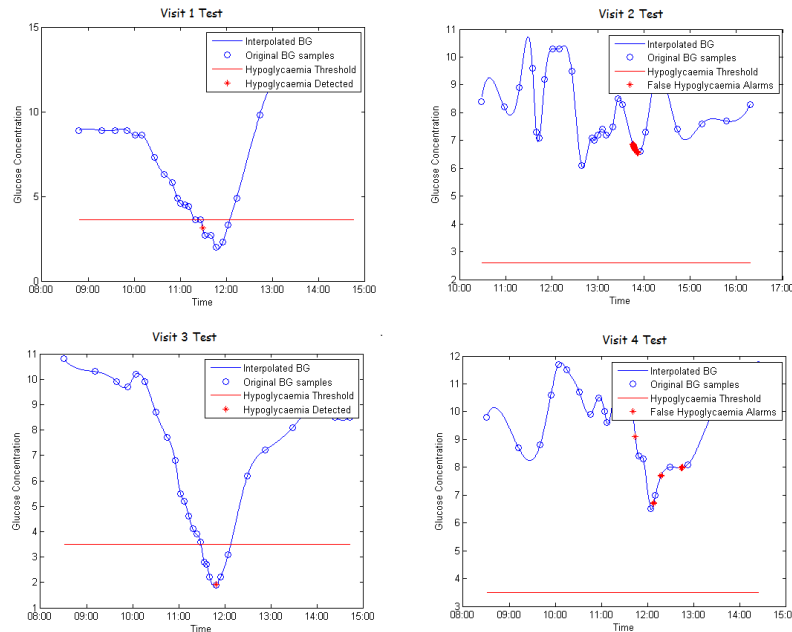 Visit 1 Test
15
10
5
0
Glucose Concentration
08:00 09:00 10:00 11:00 12:00 13:00 14:00 15:00
Time
Interpolated BG
Original BG samples
Hypoglycaemia Threshold
Hypoglycaemia Detected
Visit 2 Test
11
10
9
8
7
6
5
4
3
2
Glucose Concentration
10:00 11:00 12:00 13:00 14:00 15:00 16:00 17:00
Time
Interpolated BG
Original BG samples
Hypoglycaemia Threshold
False Hypoglycaemia Alarms
Visit 3 Test
11
10
9
8
7
6
5
4
3
2
1
Glucose Concentration
08:00 09:00 10:00 11:00 12:00 13:00 14:00 15:00
Time
Interpolated BG
Original BG samples
Hypoglycaemia Threshold
Hypoglycaemia Detected
Visit 4 Test
12
11
10
9
8
7
6
5
4
3
Glucose Concentration
08:00 09:00 10:00 11:00 12:00 13:00 14:00 15:00
Time
Interpolated BG
Original BG samples
Hypoglycaemia Threshold
False Hypoglycaemia Alarms